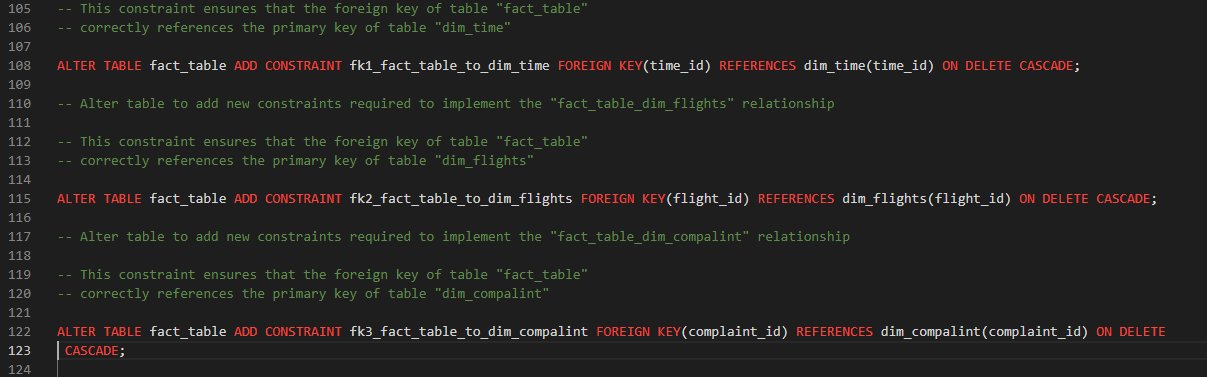 105 -- This constraint ensures that the foreign key of table "fact_table"
106 -- correctly references the primary key of table "dim_time"
107
108 ALTER TABLE fact_table ADD CONSTRAINT fk1_fact_table_to_dim_time FOREIGN KEY(time_id) REFERENCES dim_time(time_id) ON DELETE CASCADE;
109
110 -- Alter table to add new constraints required to implement the "fact_table_dim_flights" relationship
111
112 -- This constraint ensures that the foreign key of table "fact_table"
113 -- correctly references the primary key of table "dim_flights"
114
115 ALTER TABLE fact_table ADD CONSTRAINT fk2_fact_table_to_dim_flights FOREIGN KEY(flight_id) REFERENCES dim_flights(flight_id) ON DELETE CASCADE;
116
117 -- Alter table to add new constraints required to implement the "fact_table_dim_compalint" relationship
118
119 -- This constraint ensures that the foreign key of table "fact_table"
120 -- correctly references the primary key of table "dim_compalint"
121
122 ALTER TABLE fact_table ADD CONSTRAINT fk3_fact_table_to_dim_compalint FOREIGN KEY(complaint_id) REFERENCES dim_compalint(complaint_id) ON DELETE
123 CASCADE;
124